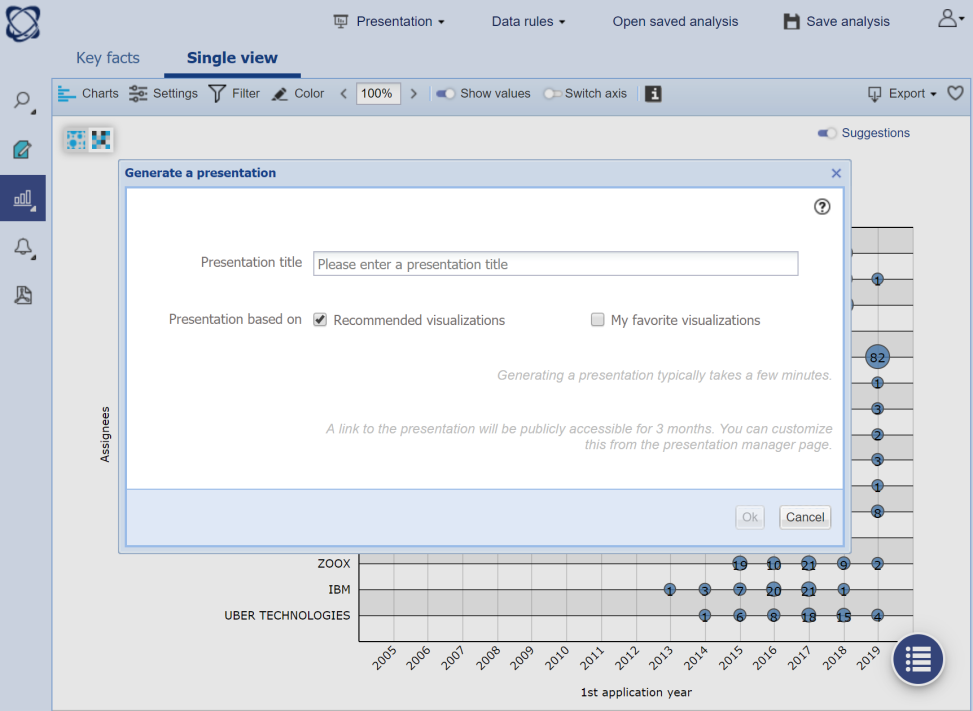 Presentation
Data rules
Open saved analysis
Save analysis
Key facts
Single view
Charts
Settings
Filter
Color
100%
Show values
Switch axis
Export
Suggestions
Generate a presentation
Presentation title
Please enter a presentation title
Presentation based on
Recommended visualizations
My favorite visualizations
Generating a presentation typically takes a few minutes.
A link to the presentation will be publicly accessible for 3 months. You can customize
this from the presentation manager page.
Ok
Cancel
Assignees
1
82
1
3
2
3
1
8
ZOOX 19 10 21 9 2
IBM 1 3 7 20 21 1
UBER TECHNOLOGIES 1 6 8 18 15 4
2005 2006 2007 2008 2009 2010 2011 2012 2013 2014 2015 2016 2017 2018 2019
1st application year